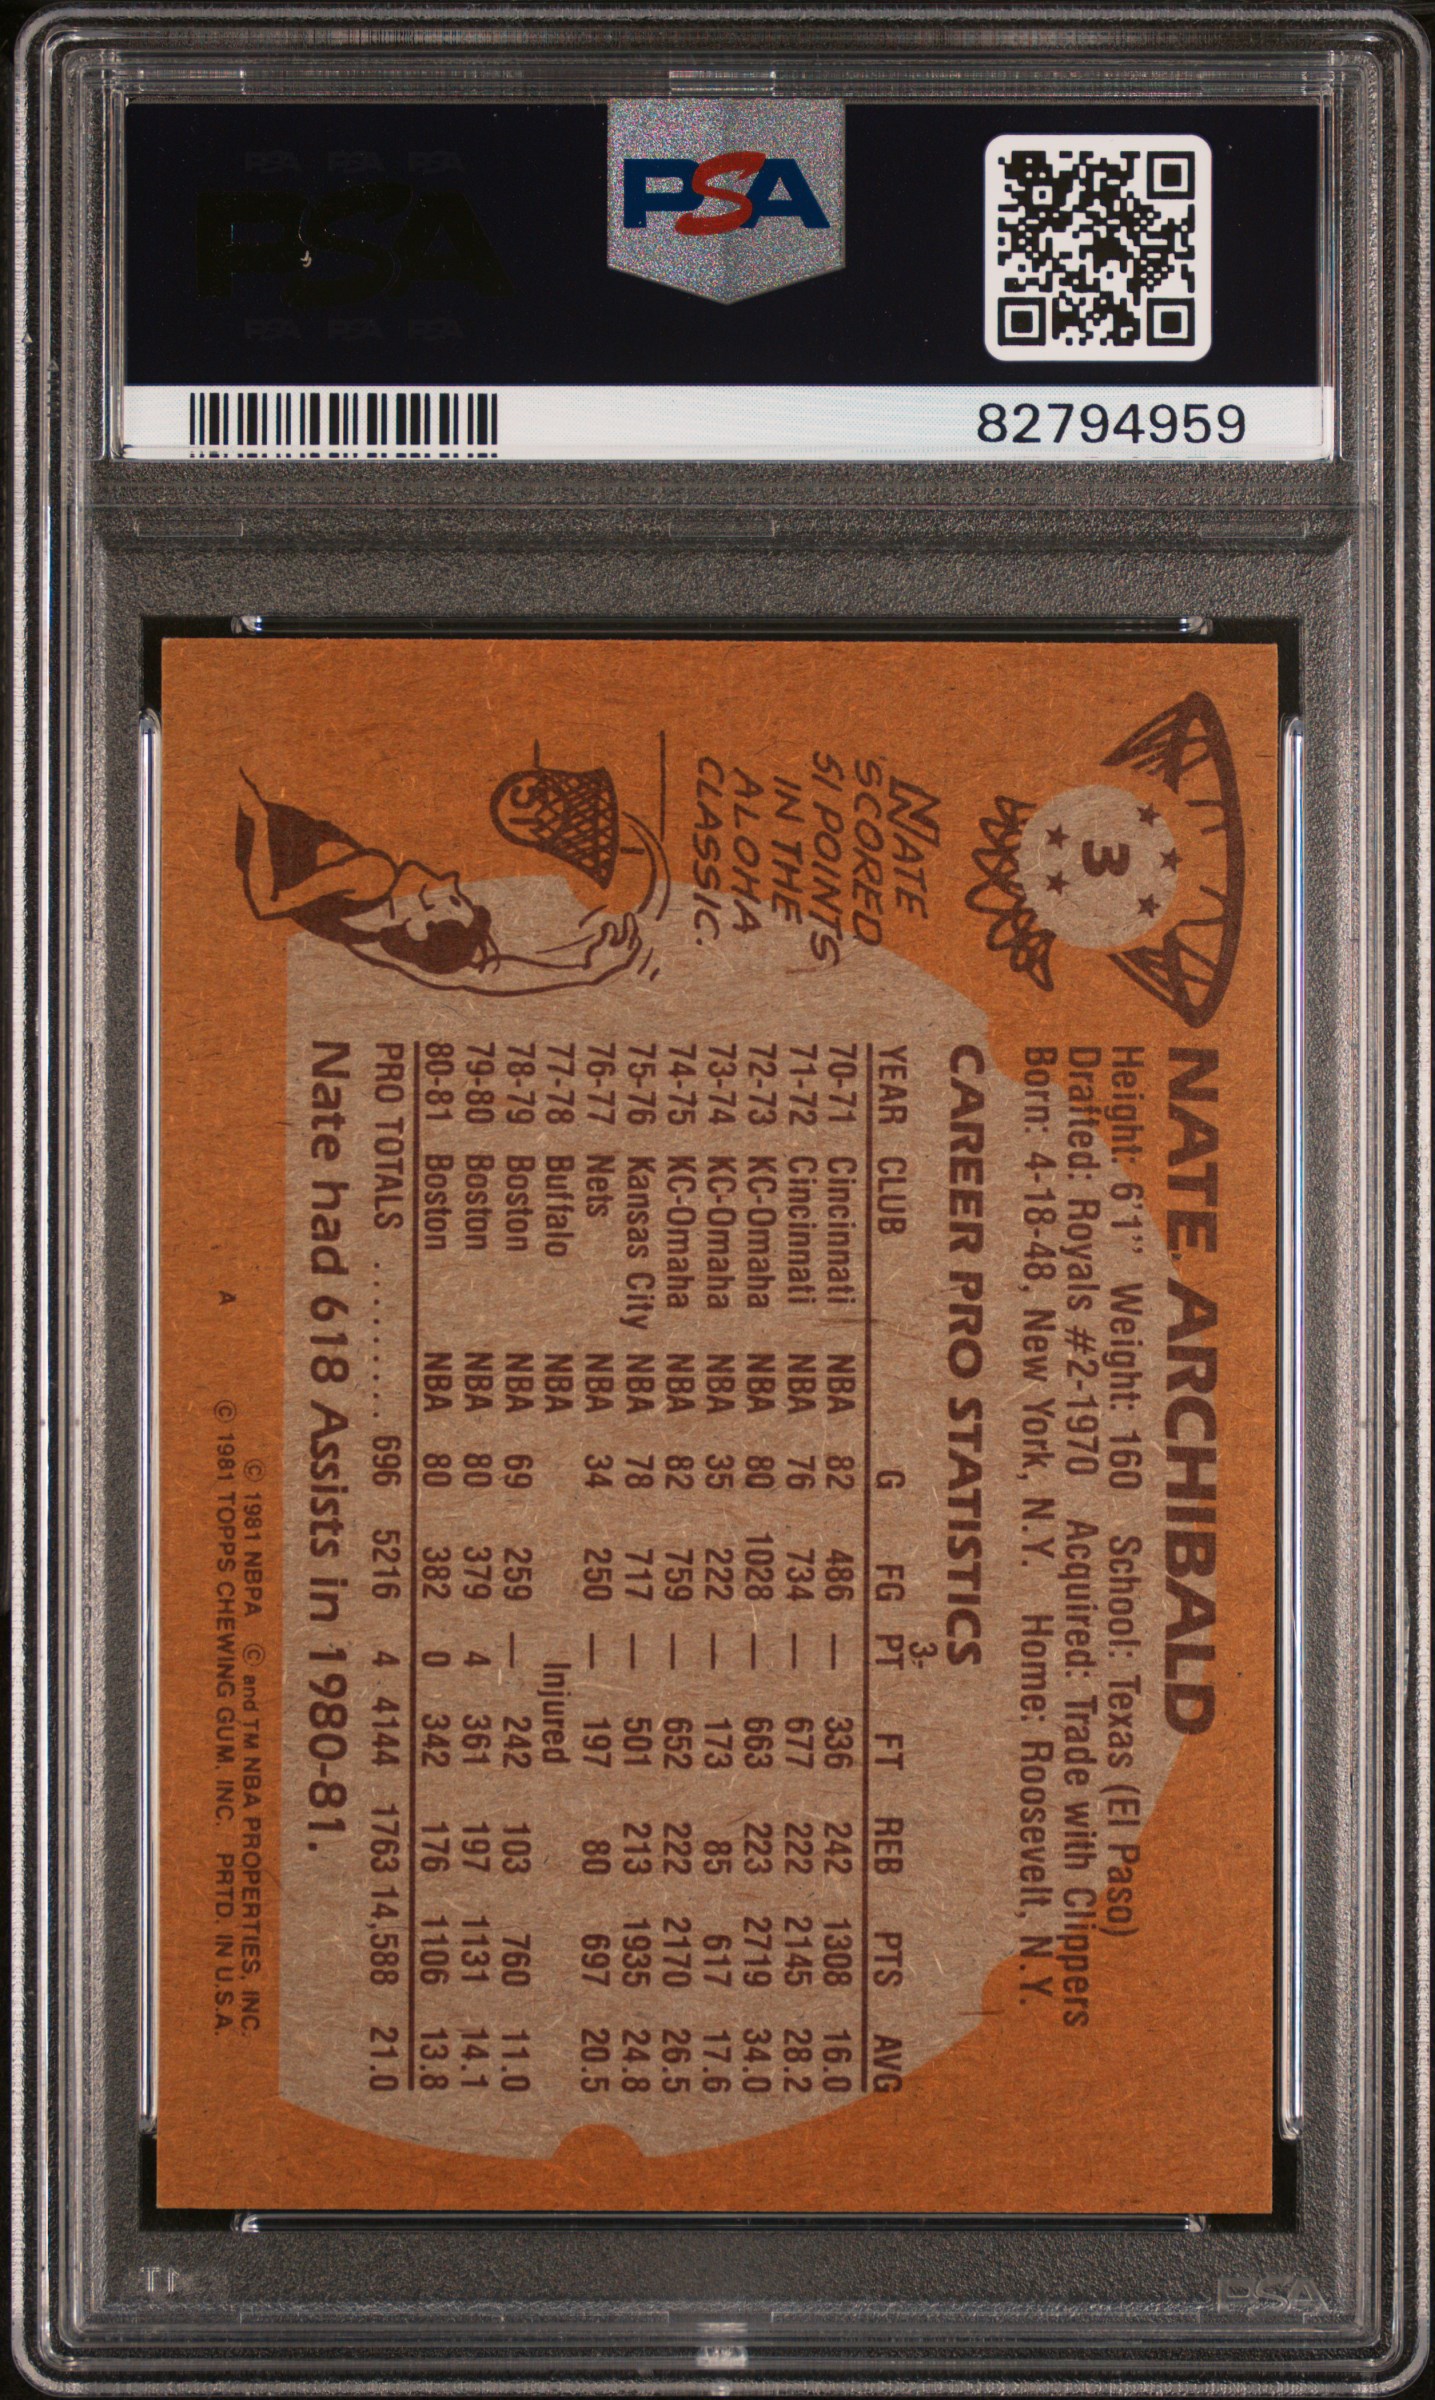 PSA PSA PSA
PSA
PSA PSA PSA
PSA
82794959
3
NATE ARCHIBALD
Height: 6'1" Weight: 160 School: Texas (El Paso)
Drafted: Royals #2-1970 Acquired: Trade with Clippers
Born: 4-18-48, New York, N.Y. Home: Roosevelt, N.Y.
NATE
SCORED
51 POINTS
IN THE
ALOHA
CLASSIC.
51
CAREER PRO STATISTICS
YEAR CLUB G FG 3-PT FT REB PTS AVG
70-71 Cincinnati NBA 82 486 — 336 242 1308 16.0
71-72 Cincinnati NBA 76 734 — 677 222 2145 28.2
72-73 KC-Omaha NBA 80 1028 — 663 223 2719 34.0
73-74 KC-Omaha NBA 35 222 — 173 85 617 17.6
74-75 KC-Omaha NBA 82 759 — 652 222 2170 26.5
75-76 Kansas City NBA 78 717 — 501 213 1935 24.8
76-77 Nets NBA 34 250 — 197 80 697 20.5
77-78 Buffalo NBA Injured
78-79 Boston NBA 69 259 — 242 103 760 11.0
79-80 Boston NBA 80 379 4 361 197 1131 14.1
80-81 Boston NBA 80 382 0 342 176 1106 13.8
PRO TOTALS ........ 696 5216 4 4144 1763 14,588 21.0
Nate had 618 Assists in 1980-81.
© 1981 NBPA © and TM NBA PROPERTIES, INC.
A © 1981 TOPPS CHEWING GUM, INC. PRTD. IN U.S.A.
PSA